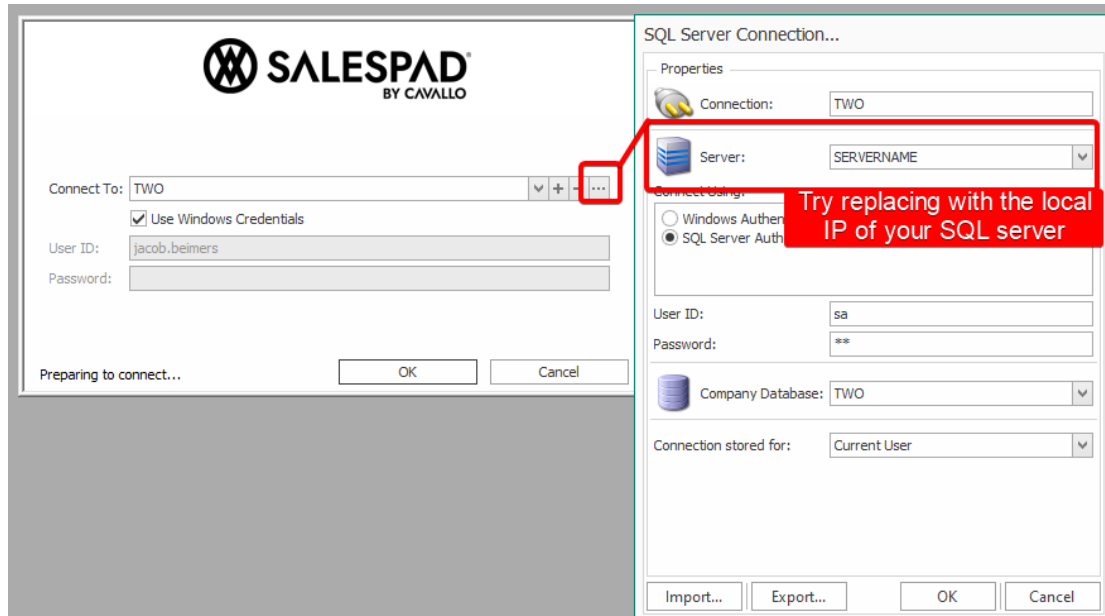 SALESPAD®
BY CAVALLO
Connect To: TWO
Use Windows Credentials
User ID: jacob.beimers
Password:
Preparing to connect...
OK
Cancel
SQL Server Connection...
Properties
Connection: TWO
Server: SERVERNAME
Connect Using:
Windows Authen
SQL Server Auth
Try replacing with the local
IP of your SQL server
User ID: sa
Password: **
Company Database: TWO
Connection stored for: Current User
Import...
Export...
OK
Cancel